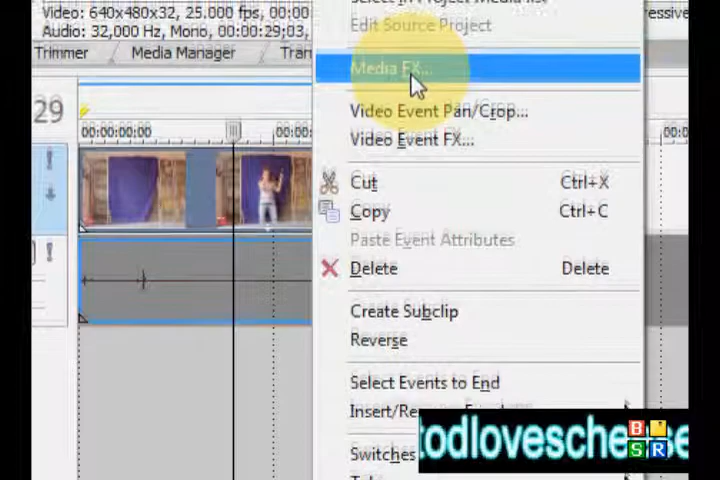 Video: 640x480x32, 25.000 fps, 00:00
Audio: 32,000 Hz, Mono, 00:00:29;03,
Edit Source Project
Trimmer
Media Manager
Media FX...
29
00:00:00:00
Video Event Pan/Crop...
Video Event FX...
Cut Ctrl+X
Copy Ctrl+C
Paste Event Attributes
Delete Delete
Create Subclip
Reverse
Select Events to End
Switches
B
S R